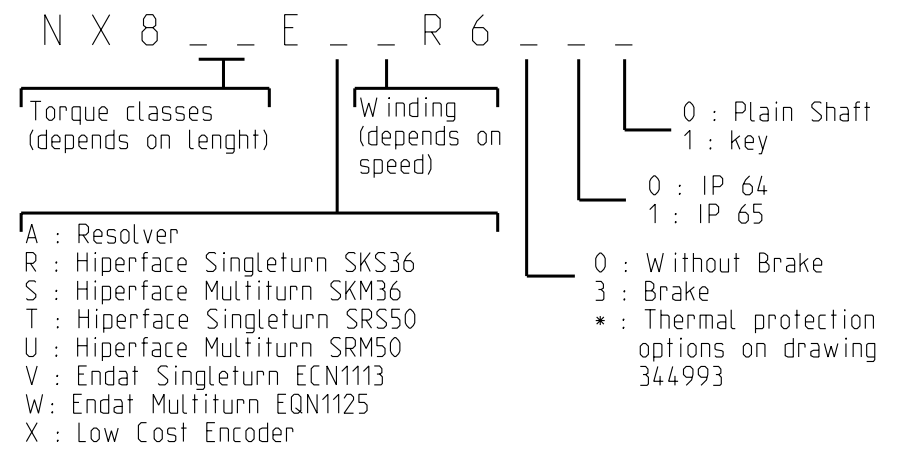 NX8 _ _ E _ _ R6 _ _ _
Torque classes
(depends on lenght)
Winding
(depends on
speed)
0 : Plain Shaft
1 : key
0 : IP 64
1 : IP 65
A : Resolver
R : Hiperface Singleturn SKS36
S : Hiperface Multiturn SKM36
T : Hiperface Singleturn SRS50
U : Hiperface Multiturn SRM50
V : Endat Singleturn ECN1113
W: Endat Multiturn EQN1125
X : Low Cost Encoder
0 : Without Brake
3 : Brake
* : Thermal protection
options on drawing
344993